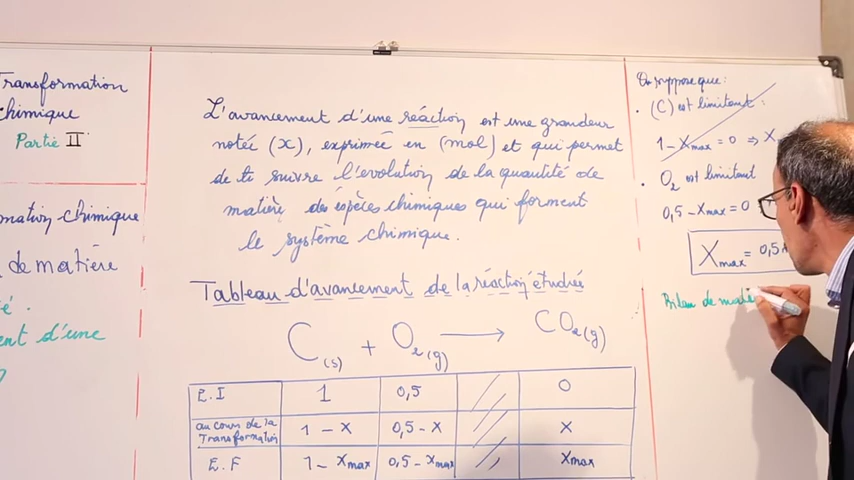 Transformation
chimique
Partie II
mation chimique
de matière
ent d'une
L'avancement d'une réaction est une grandeur
notée (x), exprimée en (mol) et qui permet
de ti suivre l'evolution de la quantité de
matière des éspèces chimiques qui forment
le système chimique.
Tableau d'avancement de la réaction étudiée
C(s) + O2(g) → CO2(g)
E.I 1 0,5 0
au cours de la
Transformation 1 - x 0,5 - x x
E.F 1 - xmax 0,5 - xmax xmax
On suppose que :
• (C) est limitant :
1 - Xmax = 0 ⇒ X
• O2 est limitant
0,5 - Xmax = 0
Xmax = 0,5
Bilan de matiè